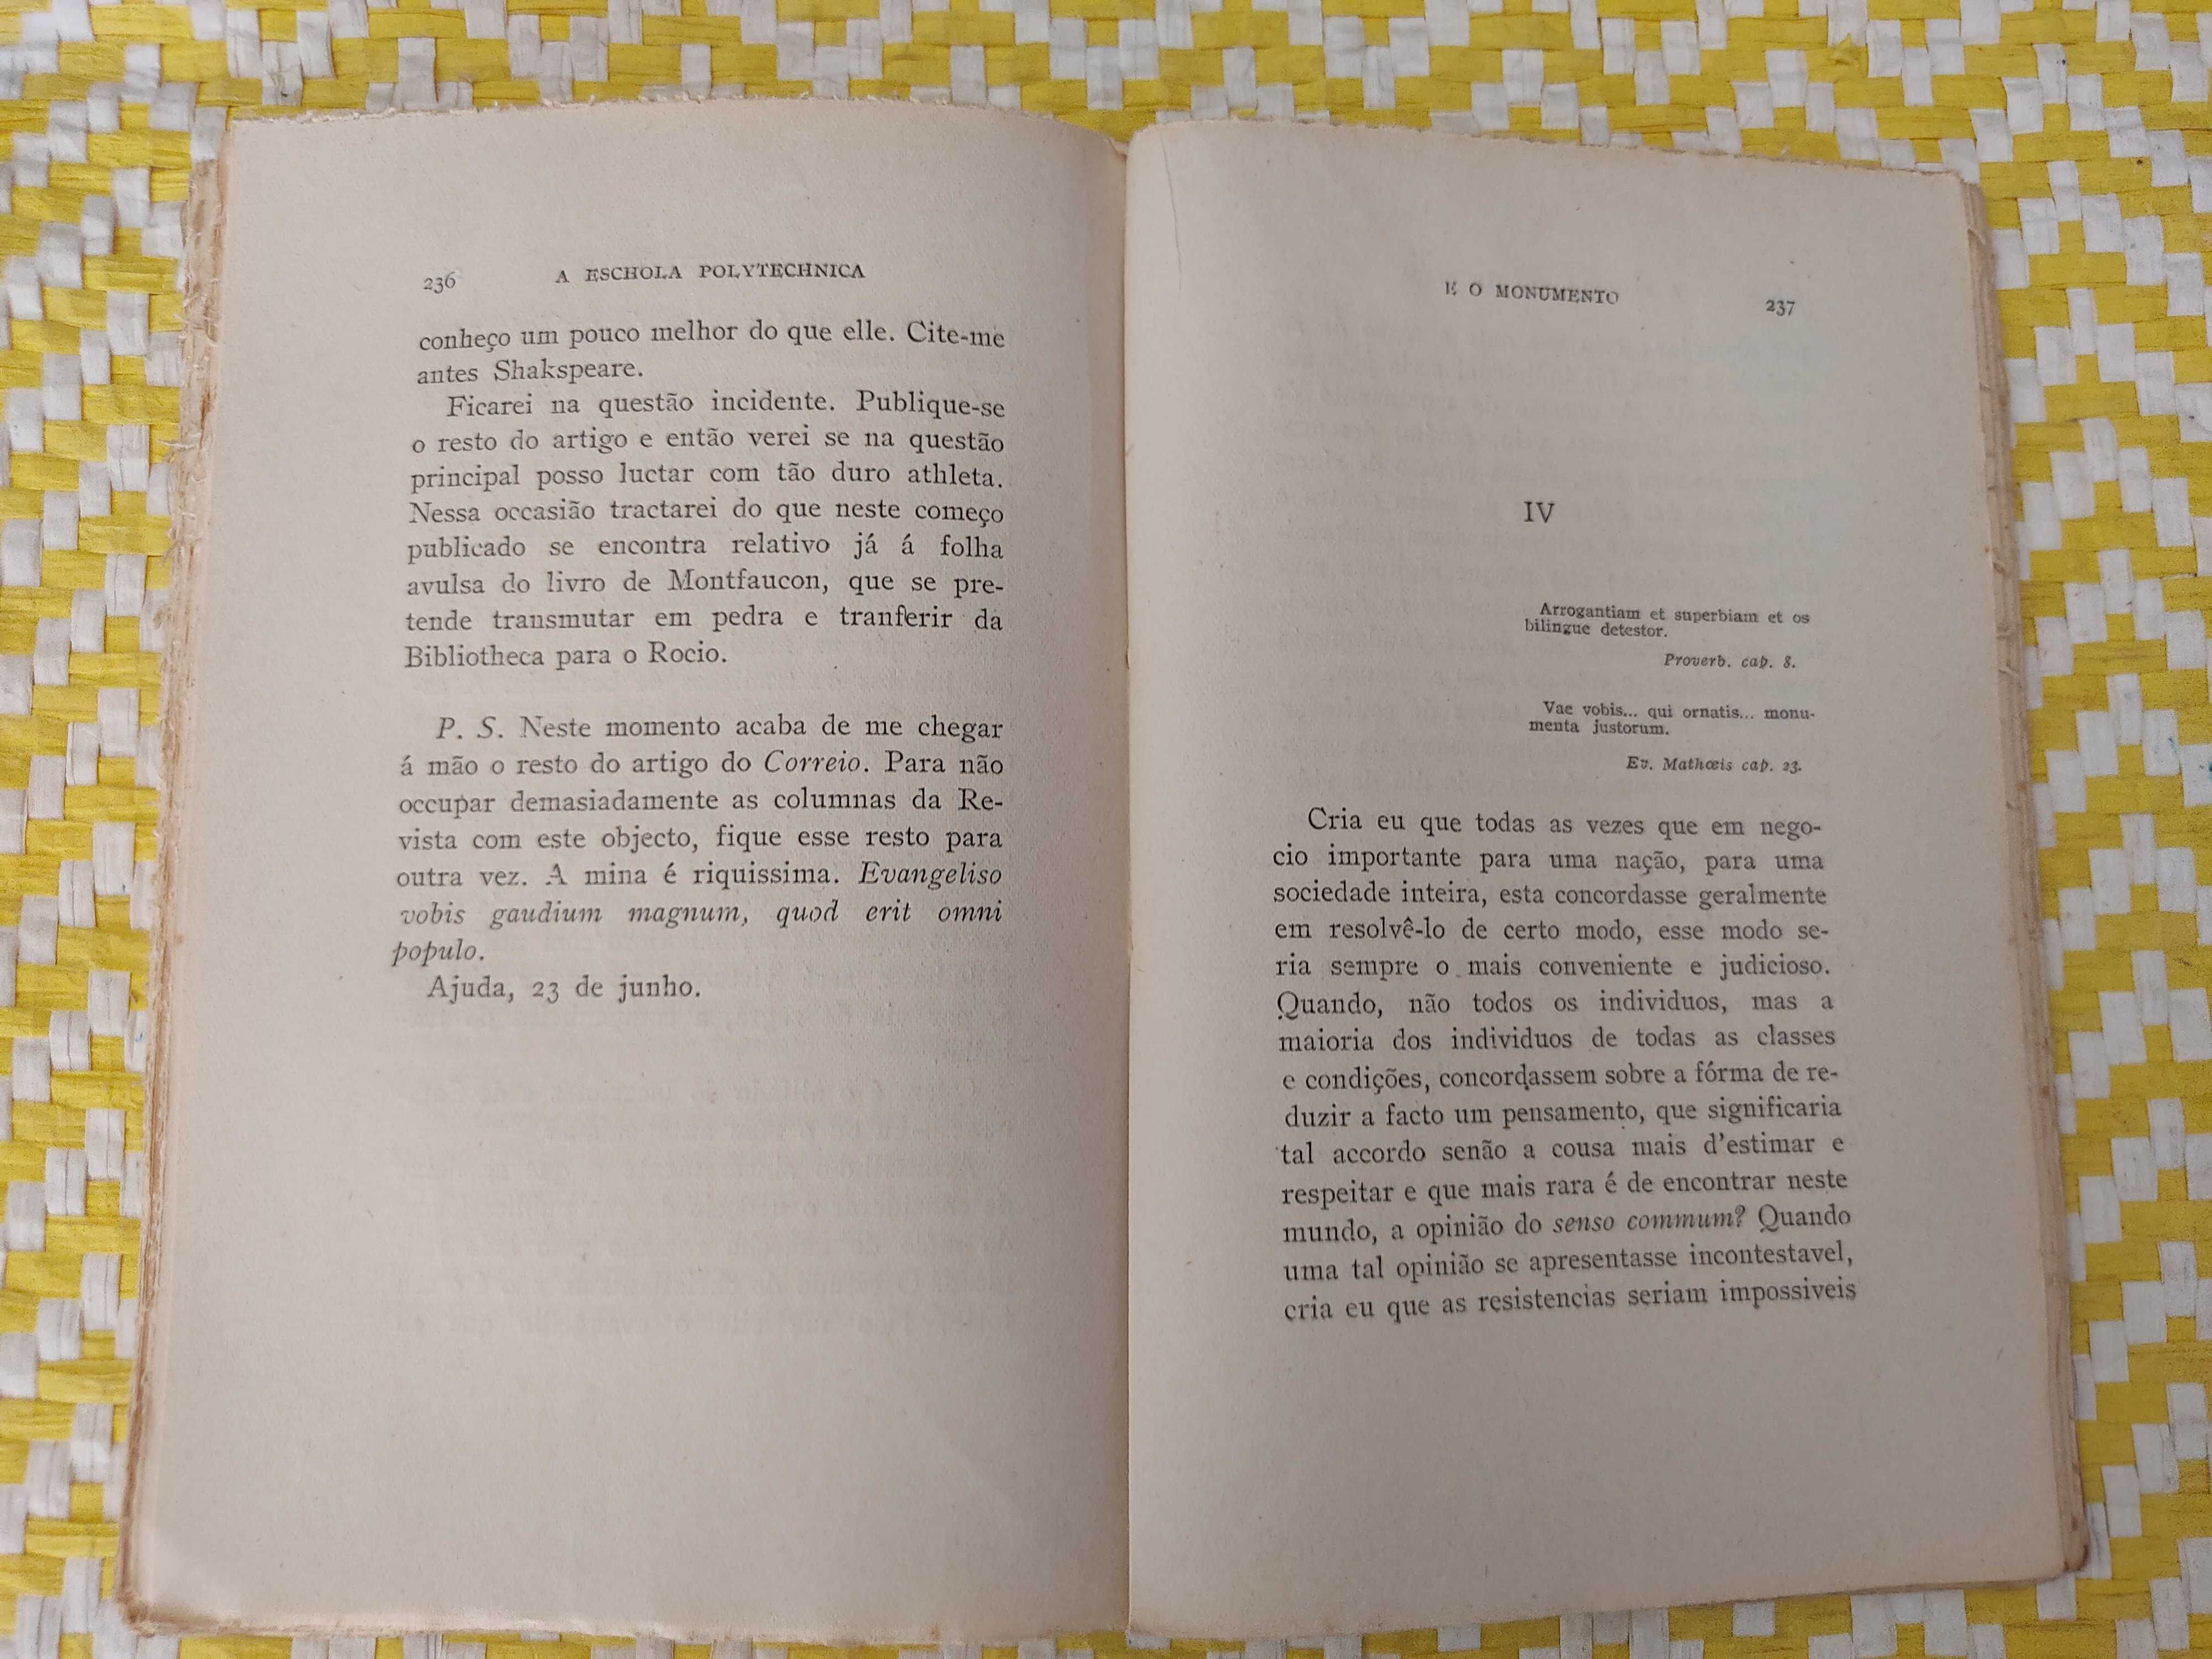 236 A ESCHOLA POLYTECHNICA
conheço um pouco melhor do que elle. Cite-me
antes Shakspeare.
Ficarei na questão incidente. Publique-se
o resto do artigo e então verei se na questão
principal posso luctar com tão duro athleta.
Nessa occasião tractarei do que neste começo
publicado se encontra relativo já á folha
avulsa do livro de Montfaucon, que se pre-
tende transmutar em pedra e tranferir da
Bibliotheca para o Rocio.
P. S. Neste momento acaba de me chegar
á mão o resto do artigo do Correio. Para não
occupar demasiadamente as columnas da Re-
vista com este objecto, fique esse resto para
outra vez. A mina é riquissima. Evangeliso
vobis gaudium magnum, quod erit omni
populo.
Ajuda, 23 de junho.
E O MONUMENTO 237
IV
Arrogantiam et superbiam et os
bilingue detestor.
Proverb. cap. 8.
Vae vobis... qui ornatis... monu-
menta justorum.
Ev. Mathœis cap. 23.
Cria eu que todas as vezes que em nego-
cio importante para uma nação, para uma
sociedade inteira, esta concordasse geralmente
em resolvê-lo de certo modo, esse modo se-
ria sempre o mais conveniente e judicioso.
Quando, não todos os individuos, mas a
maioria dos individuos de todas as classes
e condições, concordassem sobre a fórma de re-
duzir a facto um pensamento, que significaria
tal accordo senão a cousa mais d'estimar e
respeitar e que mais rara é de encontrar neste
mundo, a opinião do senso commum? Quando
uma tal opinião se apresentasse incontestavel,
cria eu que as resistencias seriam impossiveis